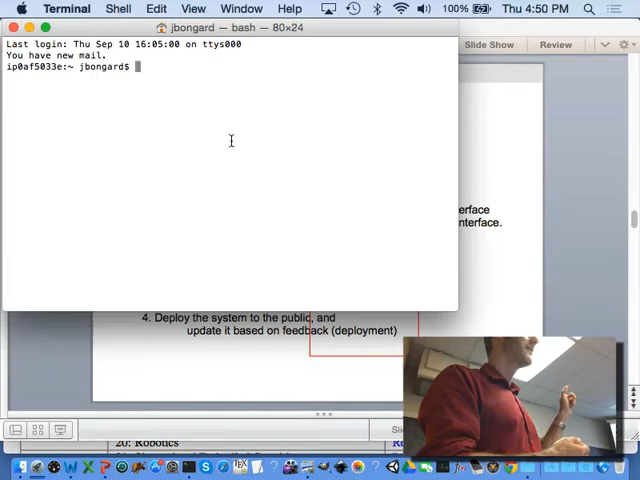 Terminal Shell Edit View Window Help 100% Thu 4:50 PM
jbongard — bash — 80×24
Last login: Thu Sep 10 16:05:00 on ttys000
You have new mail.
ip0af5033e:~ jbongard$
Slide Show Review
erface
nterface.
4. Deploy the system to the public, and
update it based on feedback (deployment)
Sli
20: Robotics